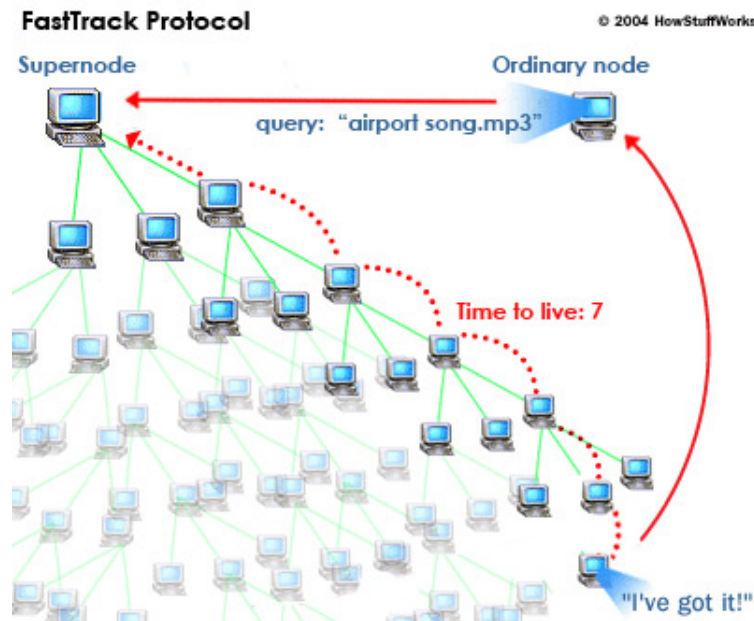 FastTrack Protocol
© 2004 HowStuffWorks
Supernode
Ordinary node
query: “airport song.mp3”
Time to live: 7
"I've got it!"